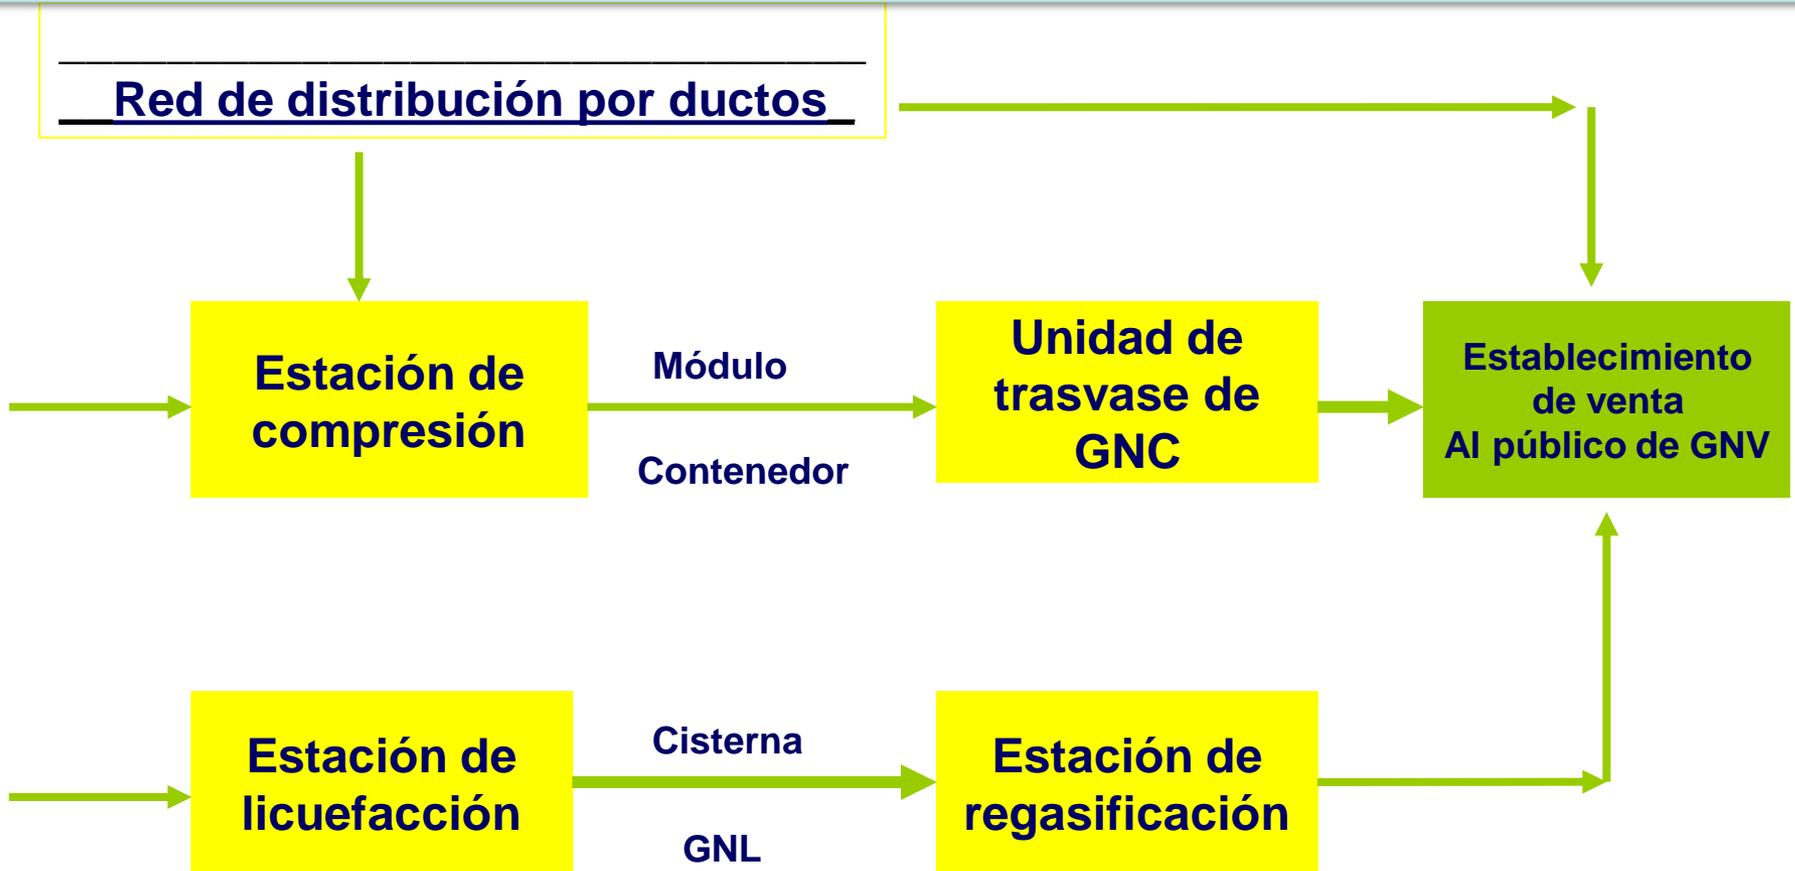 Red de distribución por ductos
Estación de
compresión
Módulo
Contenedor
Unidad de
trasvase de
GNC
Establecimiento
de venta
Al público de GNV
Estación de
licuefacción
Cisterna
GNL
Estación de
regasificación